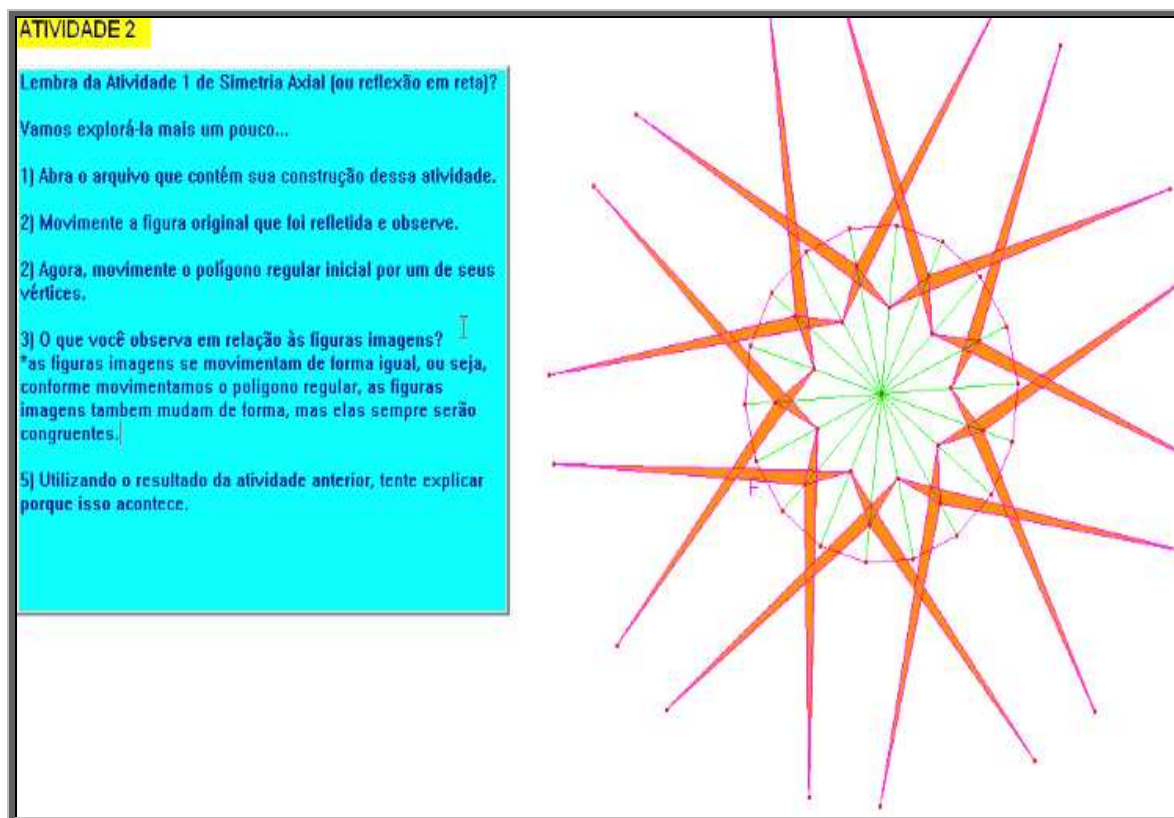 ATIVIDADE 2
Lembra da Atividade 1 de Simetria Axial (ou reflexão em reta)?
Vamos explorá-la mais um pouco...
1) Abra o arquivo que contém sua construção dessa atividade.
2) Movimente a figura original que foi refletida e observe.
2) Agora, movimente o polígono regular inicial por um de seus
vértices.
3) O que você observa em relação às figuras imagens?
*as figuras imagens se movimentam de forma igual, ou seja,
conforme movimentamos o poligono regular, as figuras
imagens tambem mudam de forma, mas elas sempre serão
congruentes.
5) Utilizando o resultado da atividade anterior, tente explicar
porque isso acontece.
F